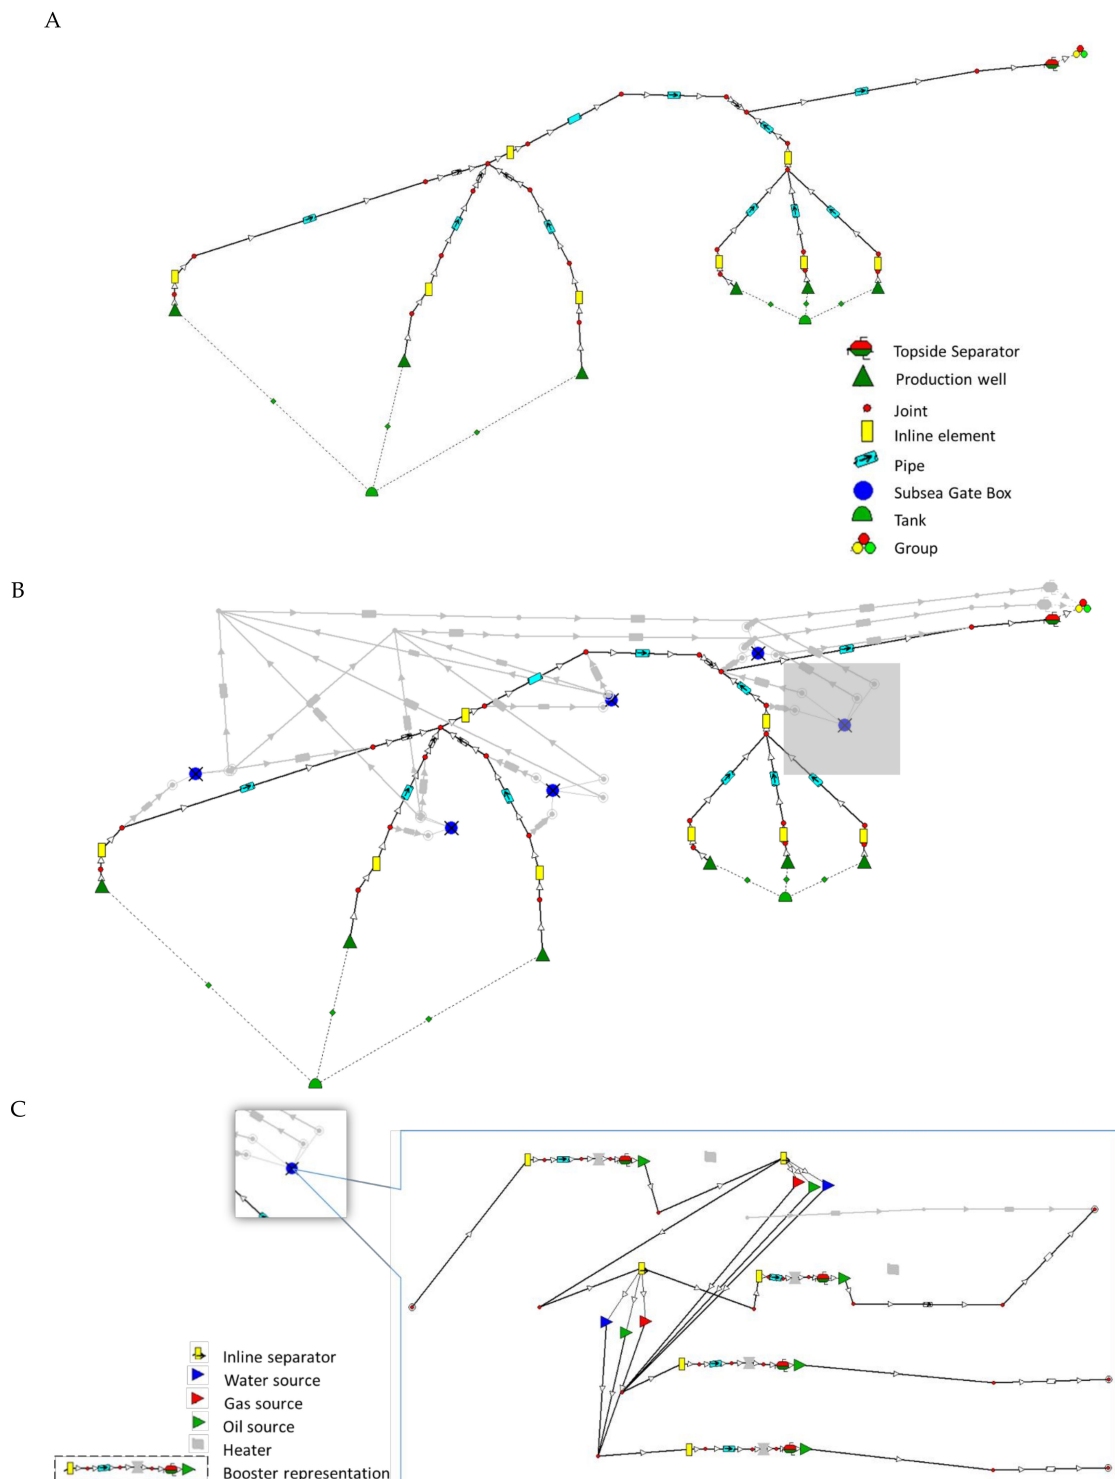 A
Topside Separator
Production well
Joint
Inline element
Pipe
Subsea Gate Box
Tank
Group
B
C
Inline separator
Water source
Gas source
Oil source
Heater
Booster representation